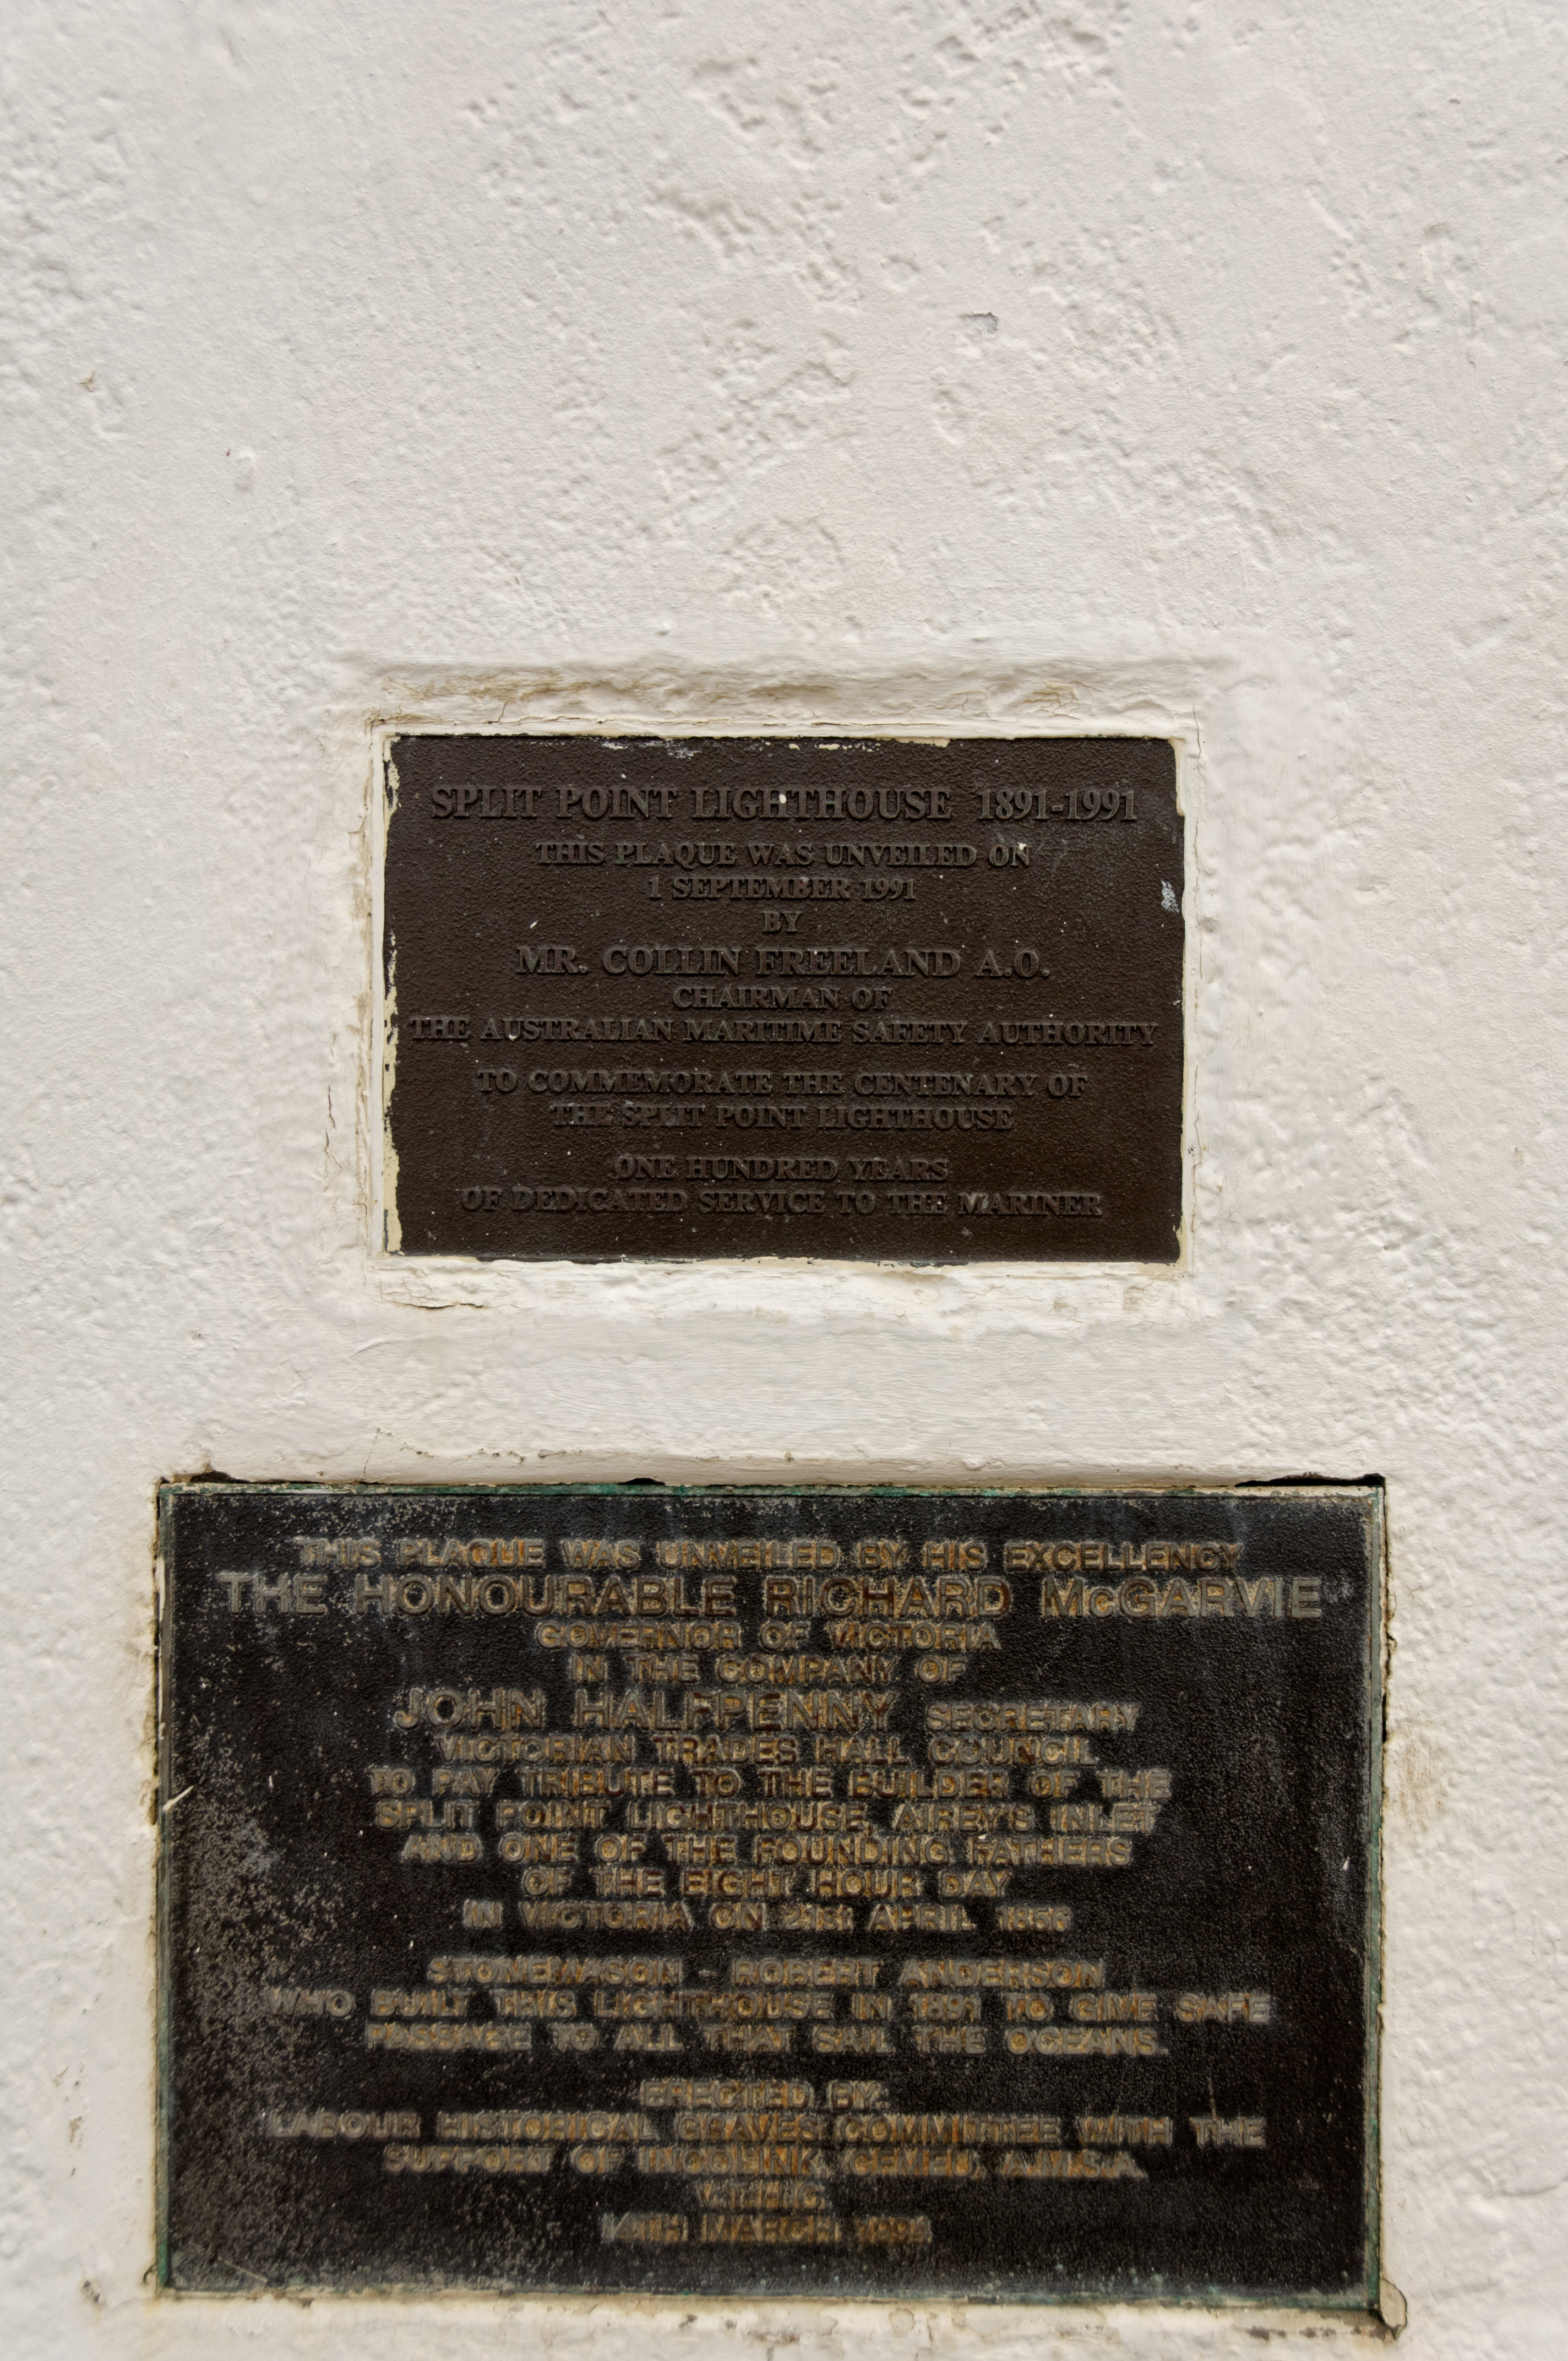 SPLIT POINT LIGHTHOUSE 1891-1991
THIS PLAQUE WAS UNVEILED ON
1 SEPTEMBER 1991
BY
MR. COLLIN FREELAND A.O.
CHAIRMAN OF
THE AUSTRALIAN MARITIME SAFETY AUTHORITY
TO COMMEMORATE THE CENTENARY OF
THE SPLIT POINT LIGHTHOUSE
ONE HUNDRED YEARS
OF DEDICATED SERVICE TO THE MARINER
THIS PLAQUE WAS UNVEILED BY HIS EXCELLENCY
THE HONOURABLE RICHARD McGARVIE
GOVERNOR OF VICTORIA
IN THE COMPANY OF
JOHN HALFPENNY SECRETARY
VICTORIAN TRADES HALL COUNCIL
TO PAY TRIBUTE TO THE BUILDER OF THE
SPLIT POINT LIGHTHOUSE, AIREY'S INLET
AND ONE OF THE FOUNDING FATHERS
OF THE EIGHT HOUR DAY
IN VICTORIA ON 21st APRIL 1856
STONEMASON - ROBERT ANDERSON
WHO BUILT THIS LIGHTHOUSE IN 1891 TO GIVE SAFE
PASSAGE TO ALL THAT SAIL THE OCEANS.
ERECTED BY:
LABOUR HISTORICAL GRAVES COMMITTEE WITH THE
SUPPORT OF INCOLINK, CFMEU, A.M.S.A.
V.T.H.C.
14TH MARCH